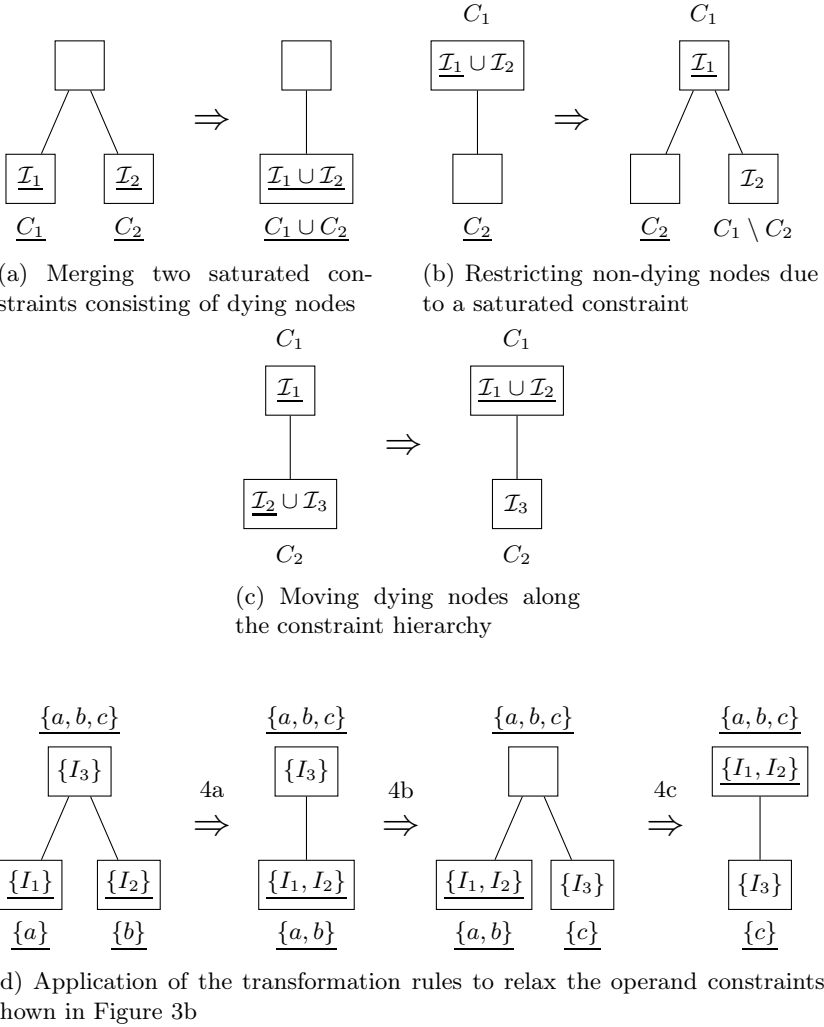 C₁ C₁
ℐ₁ ∪ ℐ₂ ℐ₁
⇒ ⇒
ℐ₁ ℐ₂ ℐ₁ ∪ ℐ₂ ℐ₂
C₁ C₂ C₁ ∪ C₂ C₂ C₂ C₁ \ C₂
a) Merging two saturated con-
straints consisting of dying nodes
(b) Restricting non-dying nodes due
to a saturated constraint
C₁ C₁
ℐ₁ ℐ₁ ∪ ℐ₂
⇒
ℐ₂ ∪ ℐ₃ ℐ₃
C₂ C₂
(c) Moving dying nodes along
the constraint hierarchy
{a, b, c} {a, b, c} {a, b, c} {a, b, c}
{I₃} {I₃} {I₁, I₂}
4a 4b 4c
⇒ ⇒ ⇒
{I₁} {I₂} {I₁, I₂} {I₁, I₂} {I₃} {I₃}
{a} {b} {a, b} {a, b} {c} {c}
d) Application of the transformation rules to relax the operand constraints
hown in Figure 3b